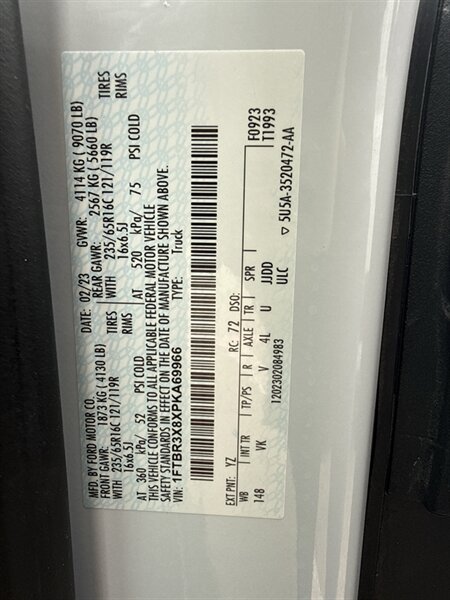 MFD. BY FORD MOTOR CO. DATE: 02/23 GVWR: 4114 KG ( 9070 LB)
FRONT GAWR: 1873 KG ( 4130 LB) REAR GAWR: 2567 KG ( 5660 LB)
WITH 235/65R16C 121/119R TIRES WITH 235/65R16C 121/119R TIRES
16x6.5J RIMS 16x6.5J RIMS
AT 360 kPa/ 52 PSI COLD AT 520 kPa/ 75 PSI COLD
THIS VEHICLE CONFORMS TO ALL APPLICABLE FEDERAL MOTOR VEHICLE
SAFETY STANDARDS IN EFFECT ON THE DATE OF MANUFACTURE SHOWN ABOVE.
VIN: 1FTBR3X8XPKA69966 TYPE: Truck
F0923
T1993
EXT PNT: YZ RC: 72 DSO:
WB INT TR TP/PS R AXLE TR SPR
148 VK V 4L U JJDD
ULC
1202302084983 ▽ 5U5A-3520472-AA